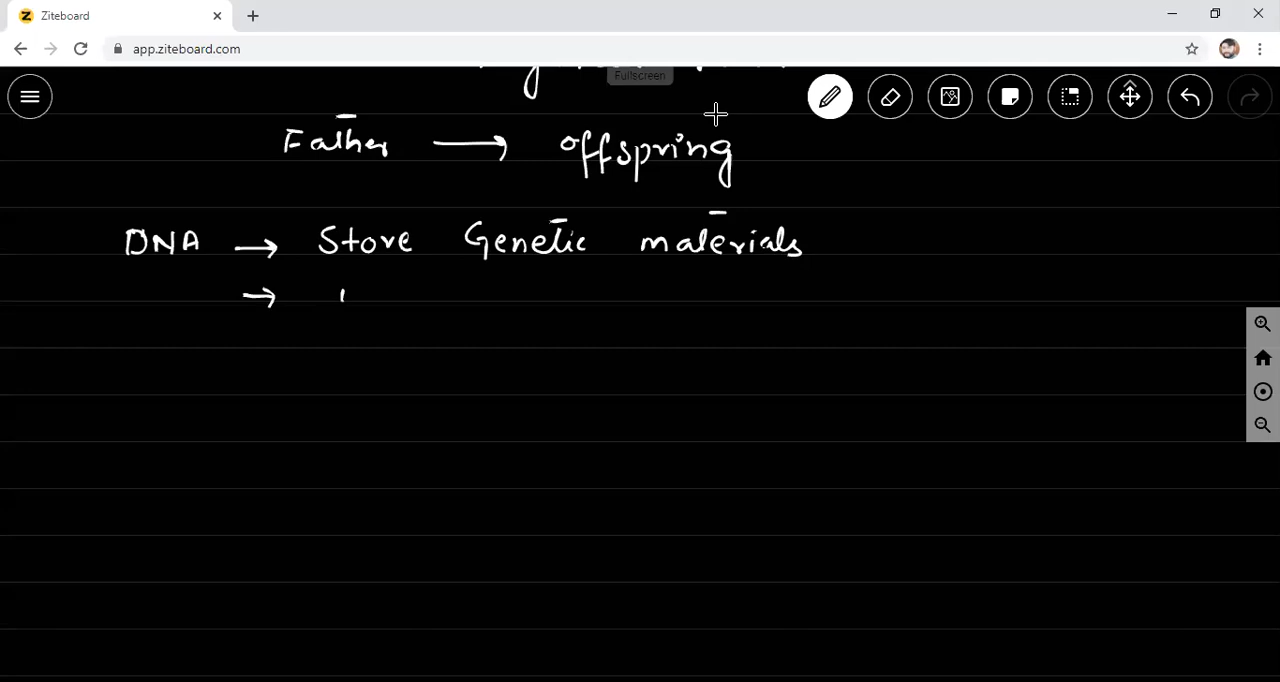 Ziteboard
app.ziteboard.com
Fullscreen
Father → offspring
DNA → Store Genetic materials
→